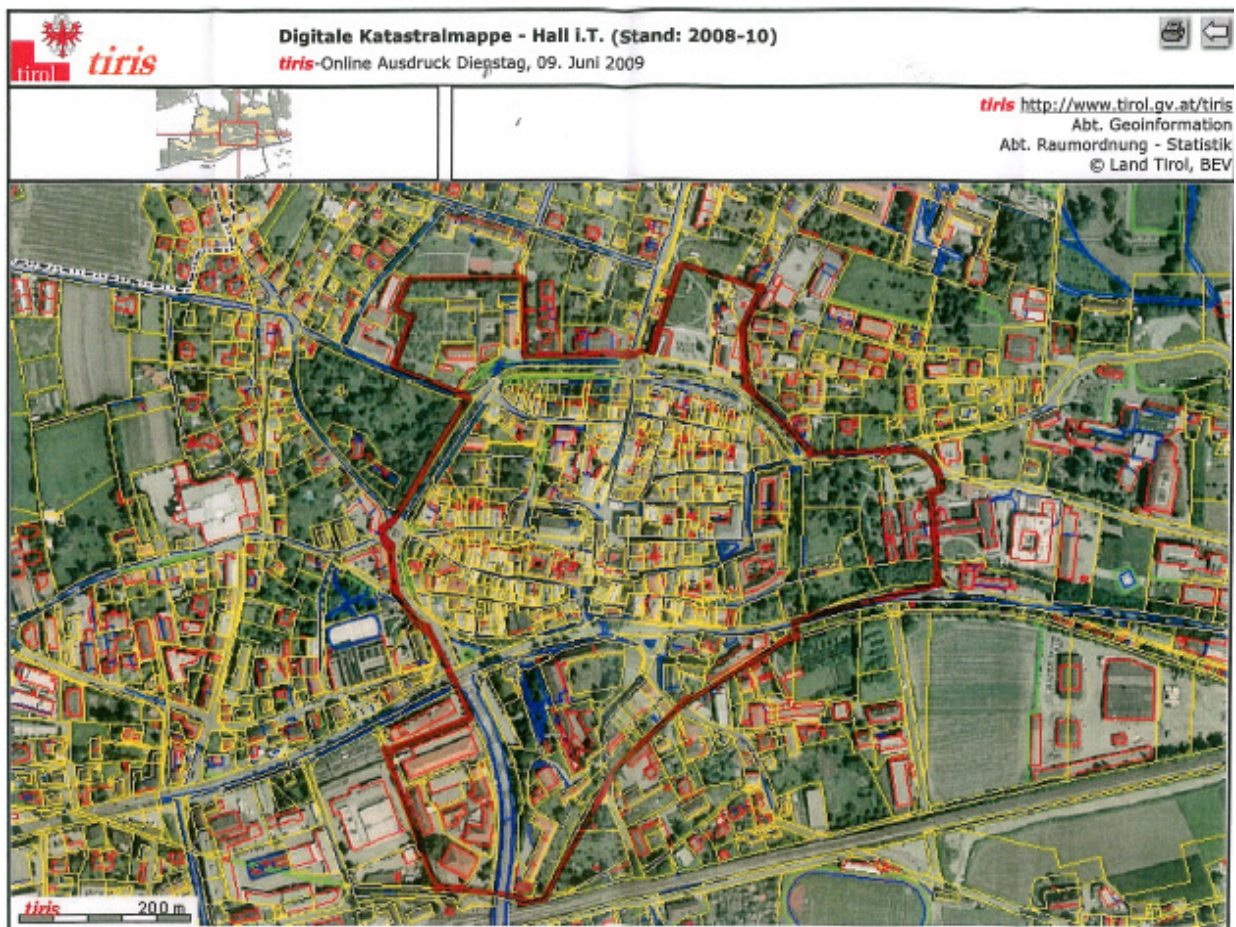 tirol
tiris
Digitale Katastralmappe - Hall i.T. (Stand: 2008-10)
tiris-Online Ausdruck Dienstag, 09. Juni 2009
tiris http://www.tirol.gv.at/tiris
Abt. Geoinformation
Abt. Raumordnung - Statistik
© Land Tirol, BEV
tiris
200 m